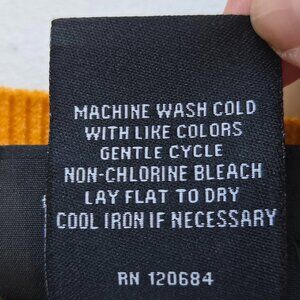 MACHINE WASH COLD
WITH LIKE COLORS
GENTLE CYCLE
NON-CHLORINE BLEACH
LAY FLAT TO DRY
COOL IRON IF NECESSARY
RN 120684